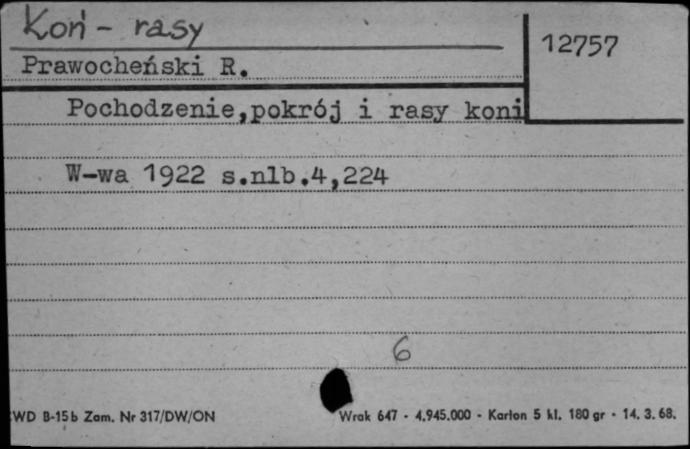 Koń - rasy
12757
Prawocheński R.
Pochodzenie,pokrój i rasy koni
W-wa 1922 s.nlb.4,224
6
WD B-15b Zam. Nr 317/DW/ON Wrak 647 - 4.945.000 - Karton 5 kl. 180 gr - 14. 3. 68.